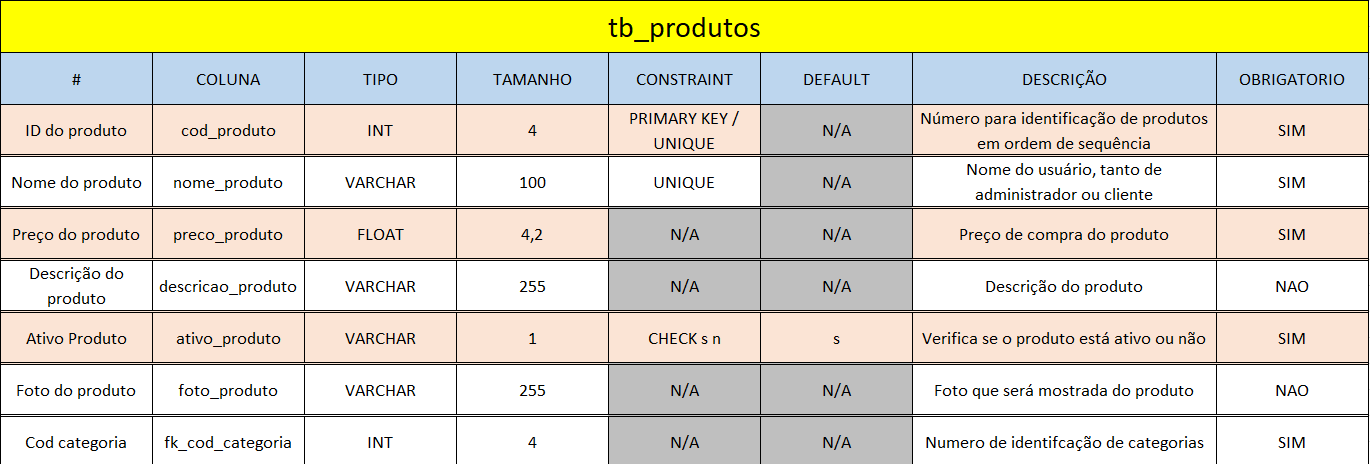 tb_produtos
# COLUNA TIPO TAMANHO CONSTRAINT DEFAULT DESCRIÇÃO OBRIGATORIO
ID do produto cod_produto INT 4 PRIMARY KEY / UNIQUE N/A Número para identificação de produtos em ordem de sequência SIM
Nome do produto nome_produto VARCHAR 100 UNIQUE N/A Nome do usuário, tanto de administrador ou cliente SIM
Preço do produto preco_produto FLOAT 4,2 N/A N/A Preço de compra do produto SIM
Descrição do produto descricao_produto VARCHAR 255 N/A N/A Descrição do produto NAO
Ativo Produto ativo_produto VARCHAR 1 CHECK s n s Verifica se o produto está ativo ou não SIM
Foto do produto foto_produto VARCHAR 255 N/A N/A Foto que será mostrada do produto NAO
Cod categoria fk_cod_categoria INT 4 N/A N/A Numero de identifcação de categorias SIM